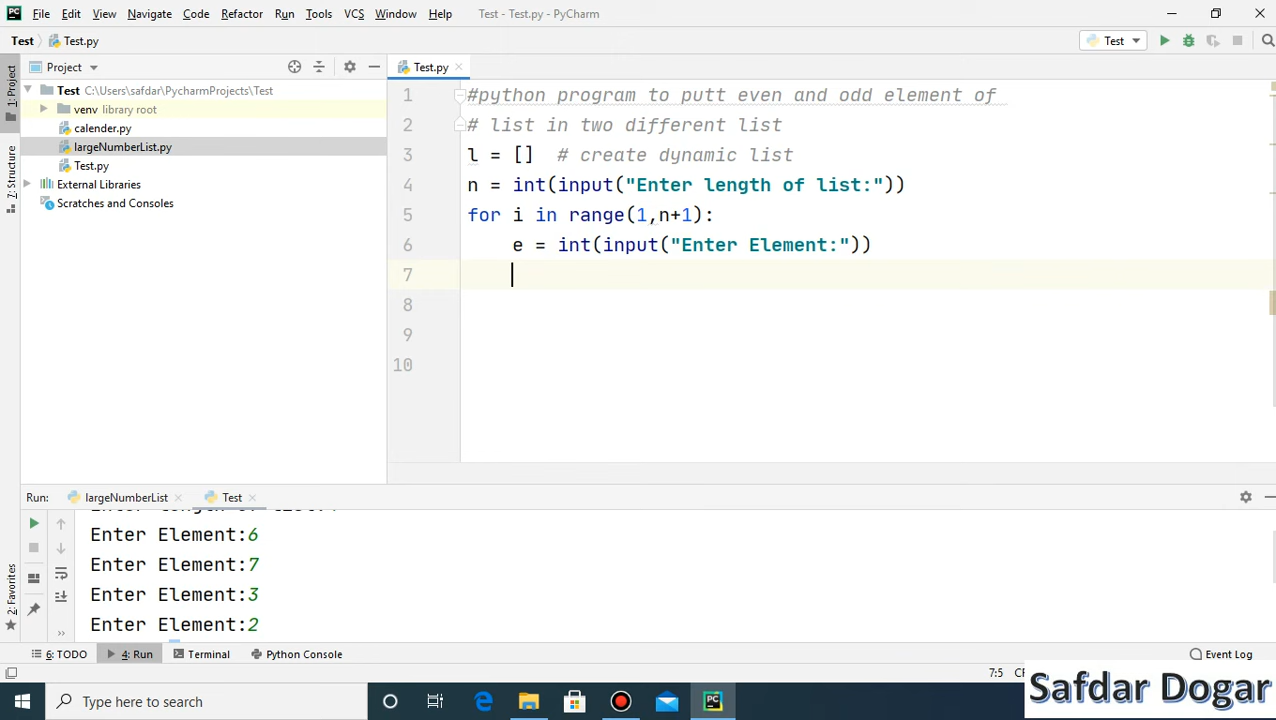 File Edit View Navigate Code Refactor Run Tools VCS Window Help Test - Test.py - PyCharm
Test Test.py Test
1: Project
Project
Test.py
Test C:\Users\safdar\PycharmProjects\Test
venv library root
calender.py
largeNumberList.py
Test.py
External Libraries
Scratches and Consoles
7: Structure
1 #python program to putt even and odd element of
2 # list in two different list
3 l = [] # create dynamic list
4 n = int(input("Enter length of list:"))
5 for i in range(1,n+1):
6 e = int(input("Enter Element:"))
7
8
9
10
Run: largeNumberList Test
Enter Element:6
Enter Element:7
Enter Element:3
Enter Element:2
2: Favorites
6: TODO 4: Run Terminal Python Console Event Log
7:5
Type here to search
Safdar Dogar